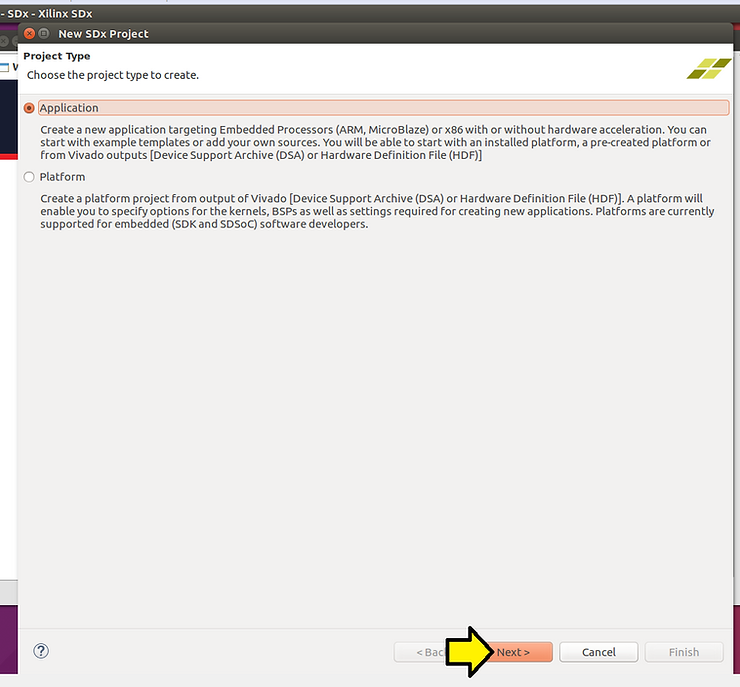 - SDx - Xilinx SDx
New SDx Project
Project Type
Choose the project type to create.
Application
Create a new application targeting Embedded Processors (ARM, MicroBlaze) or x86 with or without hardware acceleration. You can
start with example templates or add your own sources. You will be able to start with an installed platform, a pre-created platform or
from Vivado outputs [Device Support Archive (DSA) or Hardware Definition File (HDF)]
Platform
Create a platform project from output of Vivado [Device Support Archive (DSA) or Hardware Definition File (HDF)]. A platform will
enable you to specify options for the kernels, BSPs as well as settings required for creating new applications. Platforms are currently
supported for embedded (SDK and SDSoC) software developers.
? < Bac Next > Cancel Finish